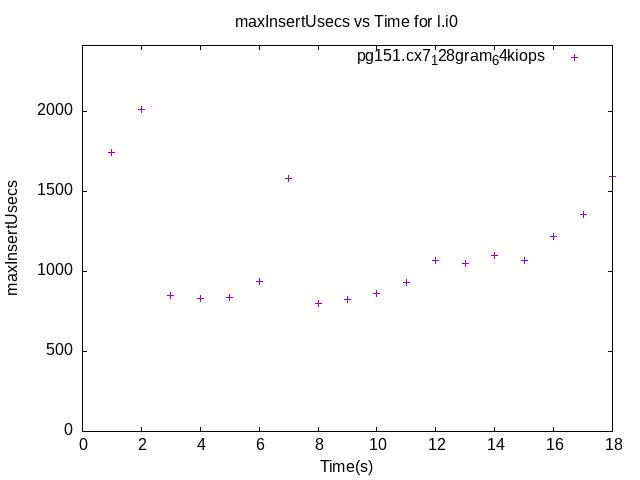 maxInsertUsecs vs Time for l.i0
pg151.cx7₁28gram₆4kiops
2000
1500
1000
500
0
maxInsertUsecs
0 2 4 6 8 10 12 14 16 18
Time(s)